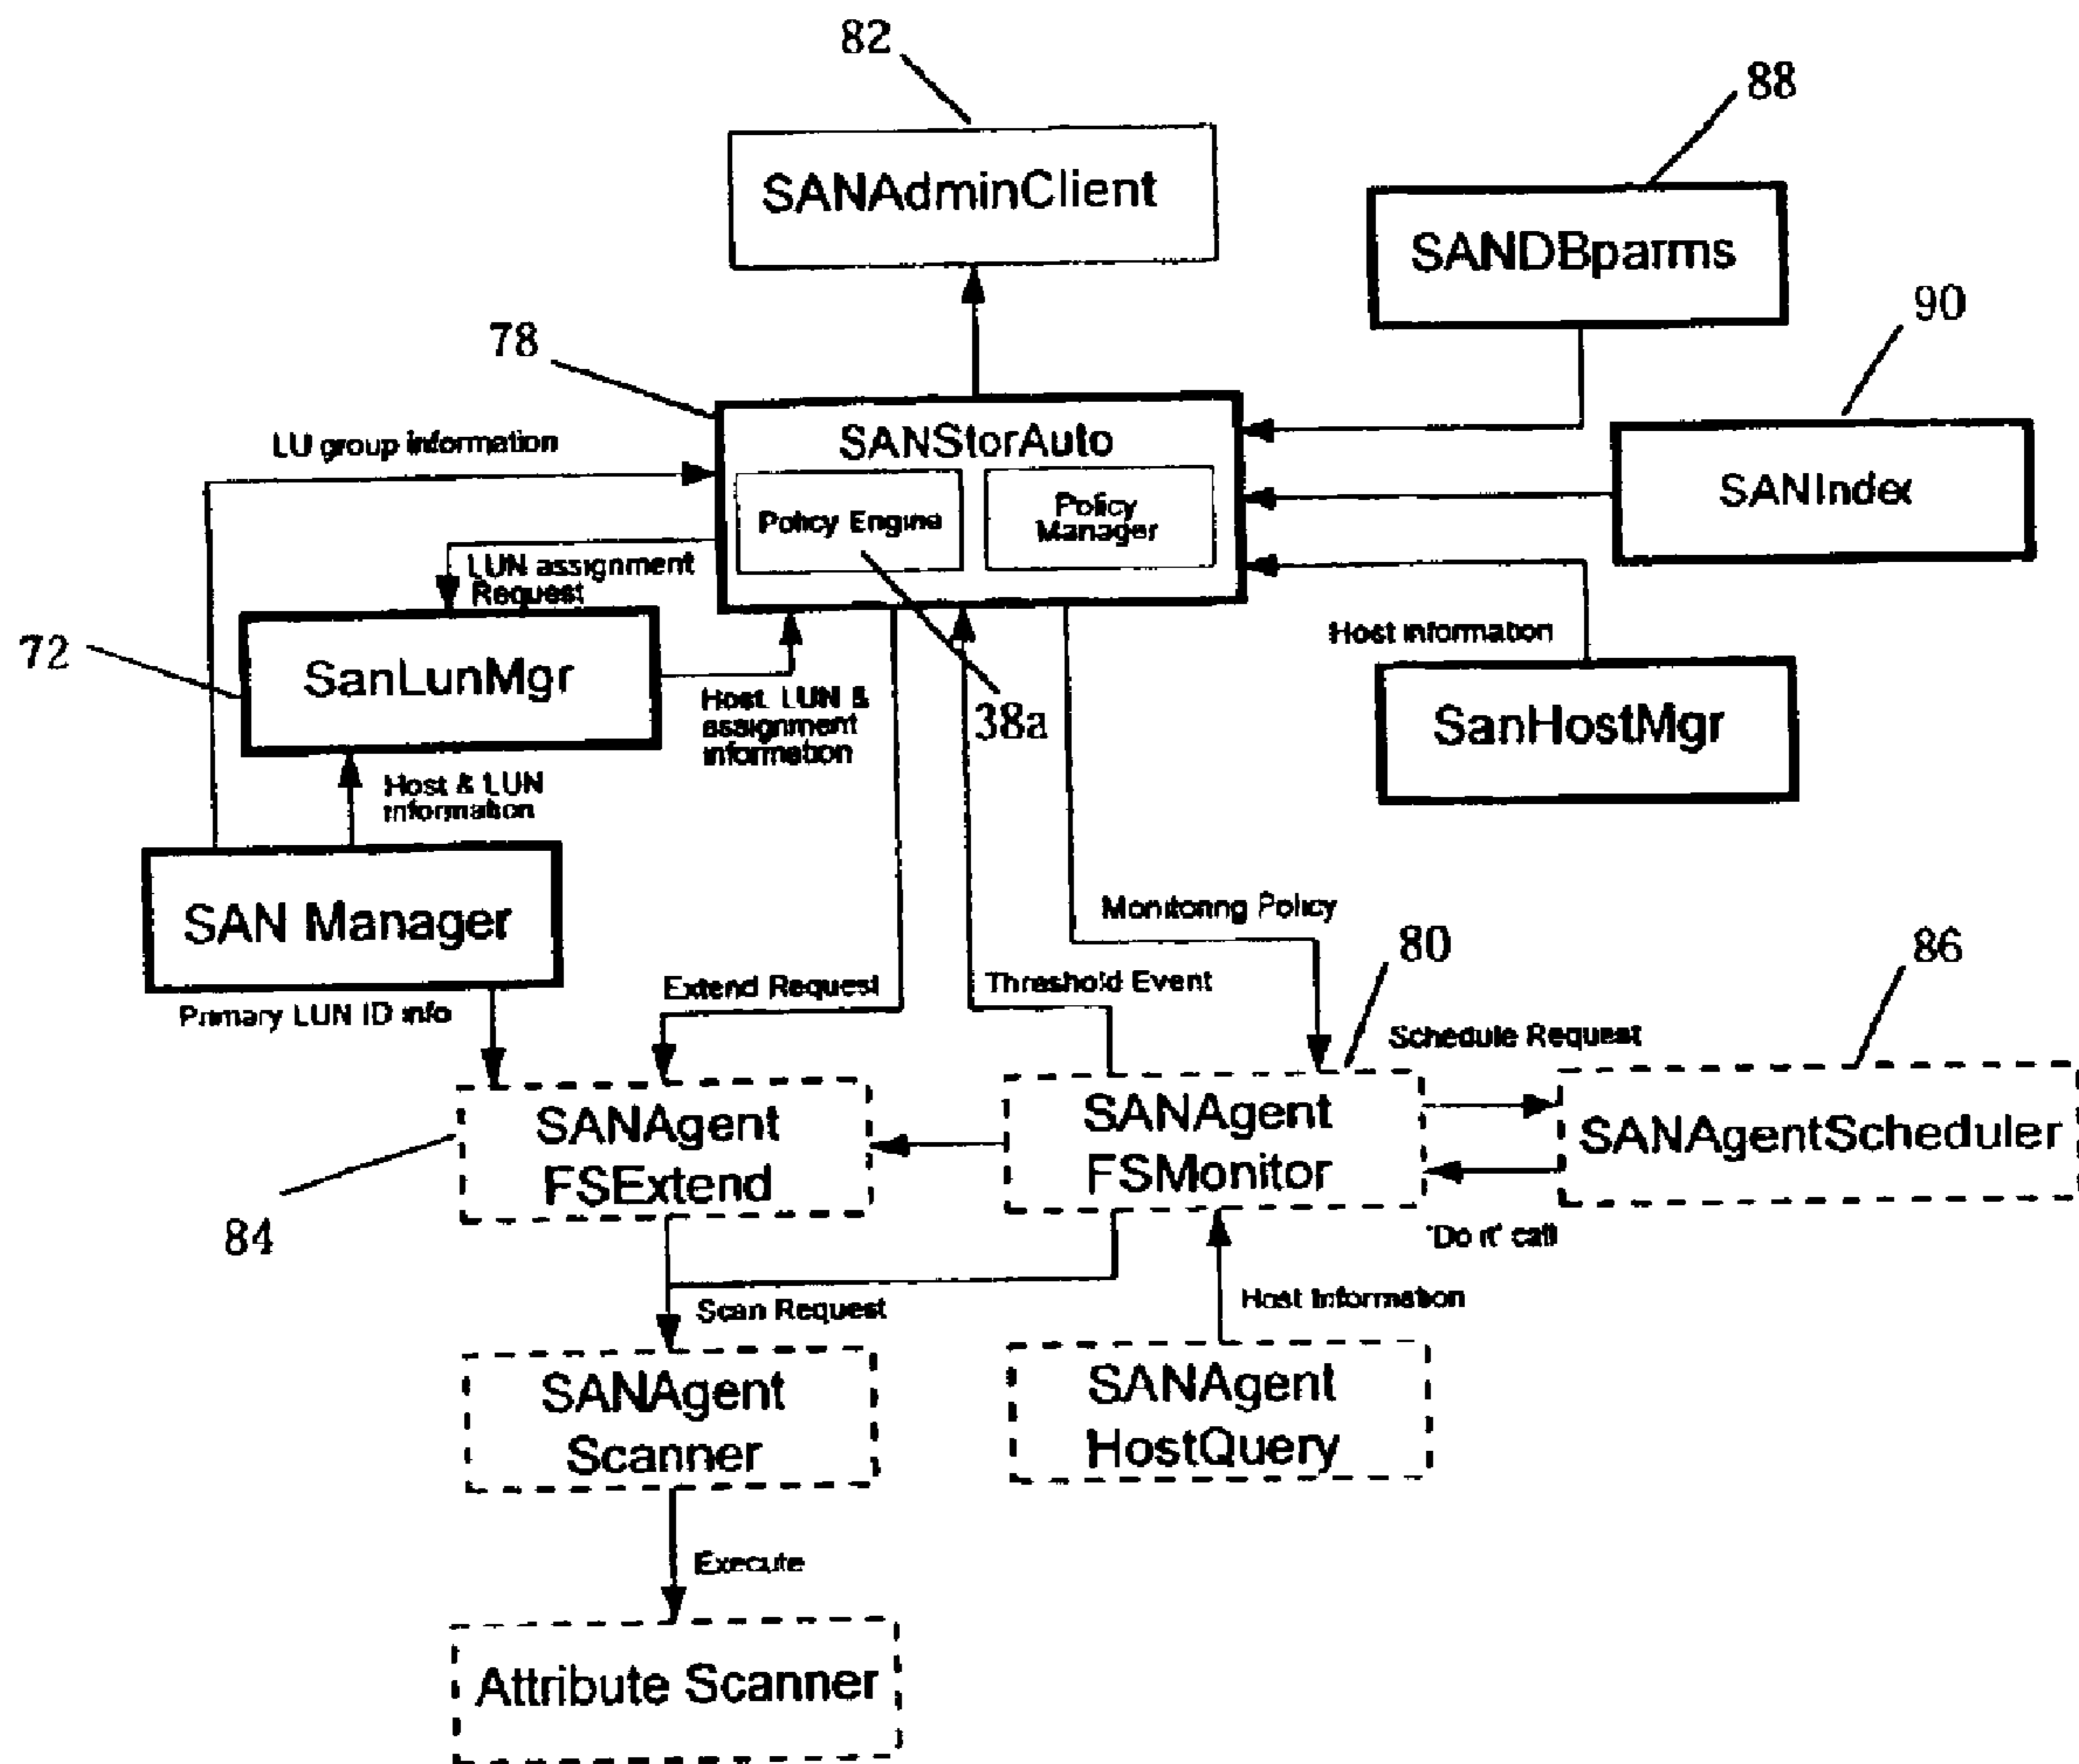 82
88
SANAdminClient
SANDBparms
90
78
LU group information
SANStorAuto
SANIndex
Policy Engine
Policy
Manager
LUN assignment
Request
Host information
72
SanLunMgr
Host LUN &
assignment
information
38a
SanHostMgr
Host & LUN
information
SAN Manager
Monitoring Policy
80
86
Extend Request
Threshold Event
Primary LUN ID info
Schedule Request
SANAgent
FSExtend
SANAgent
FSMonitor
SANAgentScheduler
84
'Do it' call
Scan Request
Host Information
SANAgent
Scanner
SANAgent
HostQuery
Execute
Attribute Scanner